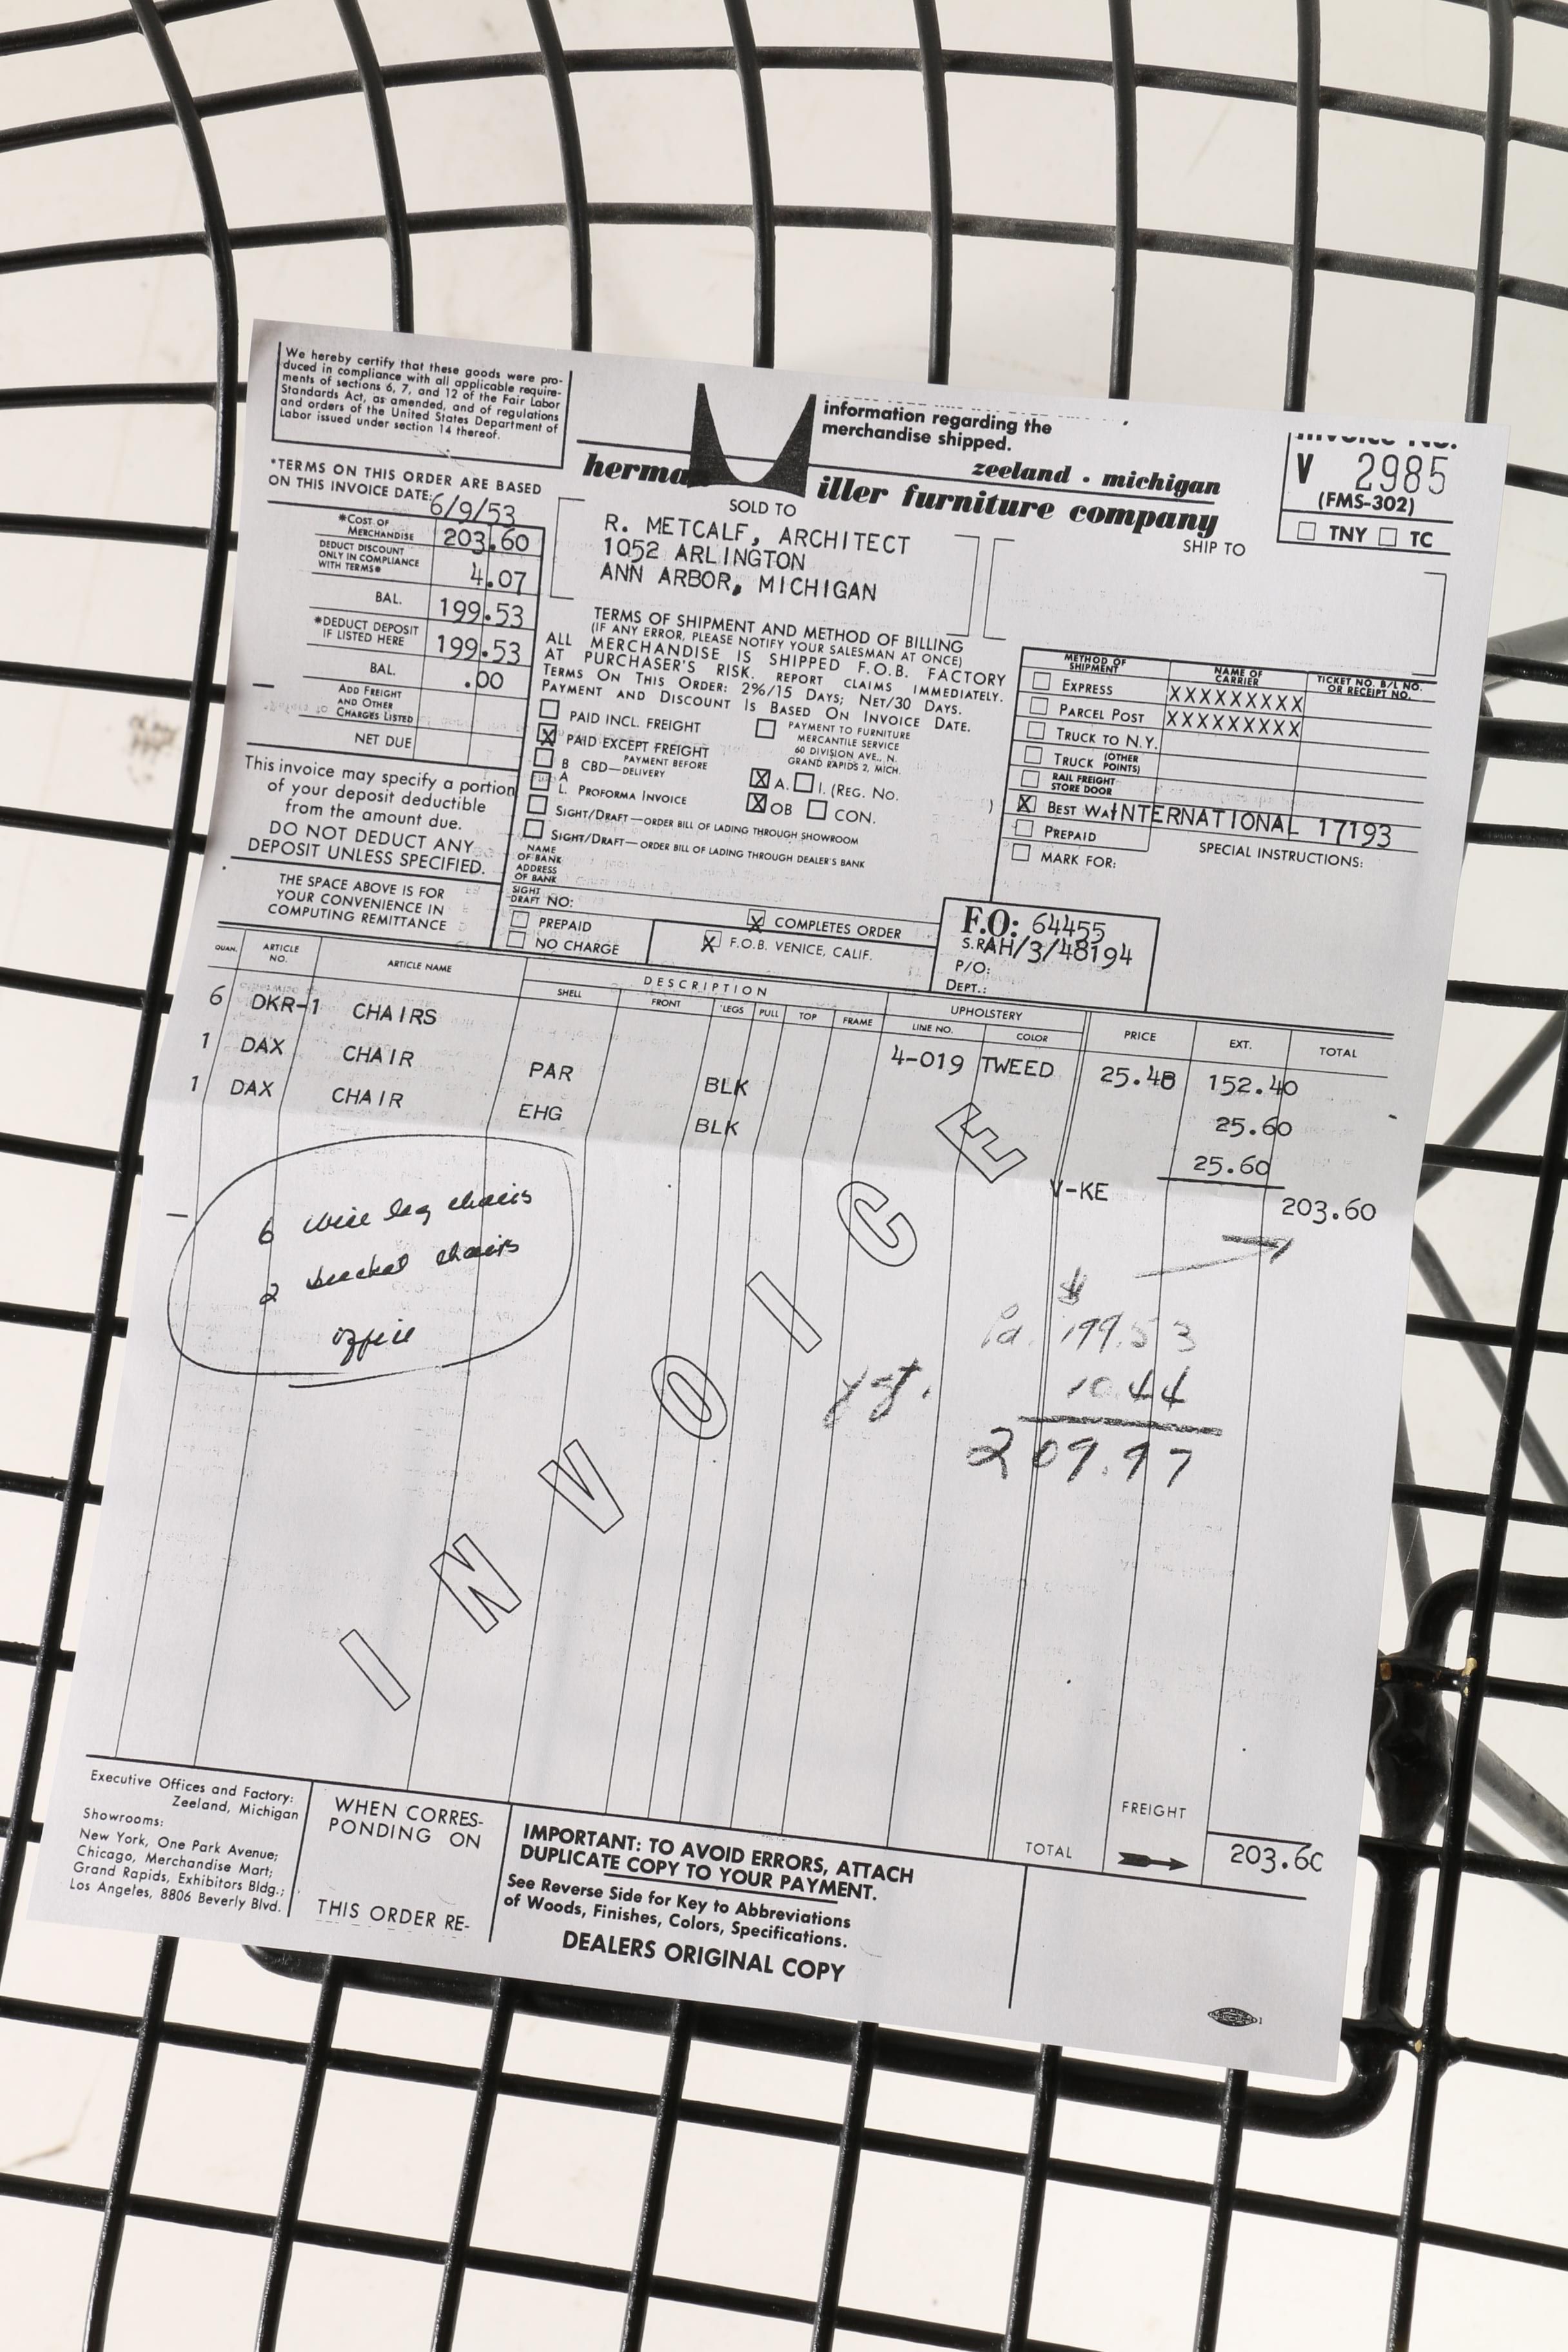 We hereby certify that these goods were pro-
duced in compliance with all applicable require-
ments of sections 6, 7, and 12 of the Fair Labor
Standards Act, as amended, and of regulations
and orders of the United States Department of
Labor issued under section 14 thereof.
information regarding the
merchandise shipped.
zeeland . michigan
herma iller furniture company
INVOICE NO.
V 2985
(FMS-302)
TNY TC
*TERMS ON THIS ORDER ARE BASED
ON THIS INVOICE DATE: 6/9/53
*COST OF MERCHANDISE 203.60
DEDUCT DISCOUNT
ONLY IN COMPLIANCE
WITH TERMS* 4.07
BAL. 199.53
*DEDUCT DEPOSIT
IF LISTED HERE 199.53
BAL. .00
ADD FREIGHT
AND OTHER
CHARGES LISTED
NET DUE
This invoice may specify a portion
of your deposit deductible
from the amount due.
DO NOT DEDUCT ANY
DEPOSIT UNLESS SPECIFIED.
THE SPACE ABOVE IS FOR
YOUR CONVENIENCE IN
COMPUTING REMITTANCE
SOLD TO
R. METCALF, ARCHITECT
1052 ARLINGTON
ANN ARBOR, MICHIGAN
SHIP TO
TERMS OF SHIPMENT AND METHOD OF BILLING
(IF ANY ERROR, PLEASE NOTIFY YOUR SALESMAN AT ONCE)
ALL MERCHANDISE IS SHIPPED F.O.B. FACTORY
AT PURCHASER'S RISK. REPORT CLAIMS IMMEDIATELY.
TERMS ON THIS ORDER: 2%/15 DAYS; NET/30 DAYS.
PAYMENT AND DISCOUNT IS BASED ON INVOICE DATE.
PAID INCL. FREIGHT
X PAID EXCEPT FREIGHT
B CBD—PAYMENT BEFORE DELIVERY
A
L. PROFORMA INVOICE
PAYMENT TO FURNITURE
MERCANTILE SERVICE
60 DIVISION AVE., N.
GRAND RAPIDS 2, MICH.
X A. I. (REG. NO. )
X OB CON.
SIGHT/DRAFT—ORDER BILL OF LADING THROUGH SHOWROOM
SIGHT/DRAFT—ORDER BILL OF LADING THROUGH DEALER'S BANK
NAME
OF BANK
ADDRESS
OF BANK
SIGHT
DRAFT NO:
PREPAID
NO CHARGE
X COMPLETES ORDER
X F.O.B. VENICE, CALIF.
METHOD OF SHIPMENT NAME OF CARRIER TICKET NO. B/L NO. OR RECEIPT NO.
EXPRESS XXXXXXXXX
PARCEL POST XXXXXXXXX
TRUCK TO N.Y.
TRUCK (OTHER POINTS)
RAIL FREIGHT
STORE DOOR
X BEST WAY INTERNATIONAL 17193
PREPAID
MARK FOR:
SPECIAL INSTRUCTIONS:
F.O: 64455
S.R AH/3/48194
P/O:
DEPT.:
QUAN. ARTICLE NO. ARTICLE NAME DESCRIPTION UPHOLSTERY PRICE EXT. TOTAL
SHELL FRONT LEGS PULL TOP FRAME LINE NO. COLOR
6 DKR-1 CHAIRS 4-019 TWEED 25.48 152.40
1 DAX CHAIR PAR BLK 25.60
1 DAX CHAIR EHG BLK 25.60
V-KE 203.60
6 wire leg chairs
2 bucket chairs
office
$
Pd. 199.53
10.44
209.97
INVOICE
FREIGHT
TOTAL 203.60
Executive Offices and Factory:
Zeeland, Michigan
Showrooms:
New York, One Park Avenue;
Chicago, Merchandise Mart;
Grand Rapids, Exhibitors Bldg.;
Los Angeles, 8806 Beverly Blvd.
WHEN CORRES-
PONDING ON
THIS ORDER RE-
IMPORTANT: TO AVOID ERRORS, ATTACH
DUPLICATE COPY TO YOUR PAYMENT.
See Reverse Side for Key to Abbreviations
of Woods, Finishes, Colors, Specifications.
DEALERS ORIGINAL COPY